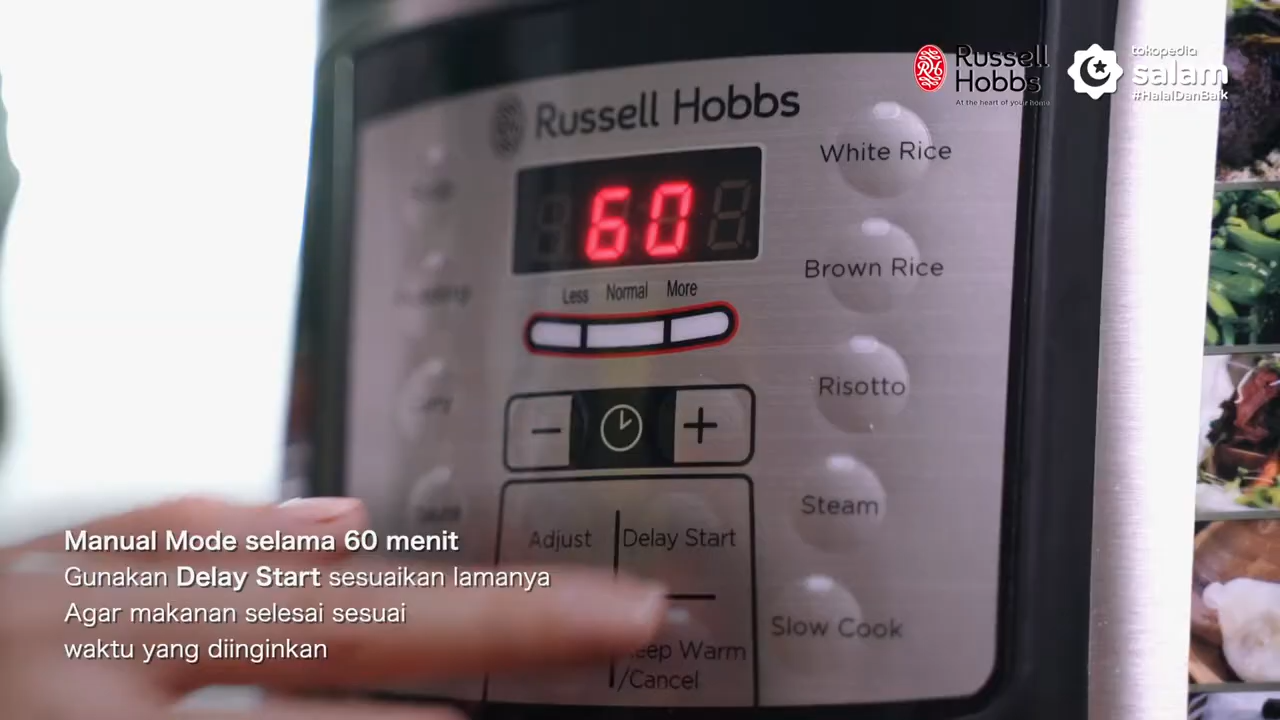 Russell
Hobbs
At the heart of your home
tokopedia
salam
#HalalDanBaik
Russell Hobbs
60
Less Normal More
White Rice
Brown Rice
Risotto
Steam
Slow Cook
Adjust
Delay Start
Keep Warm
/Cancel
Manual Mode selama 60 menit
Gunakan Delay Start sesuaikan lamanya
Agar makanan selesai sesuai
waktu yang diinginkan